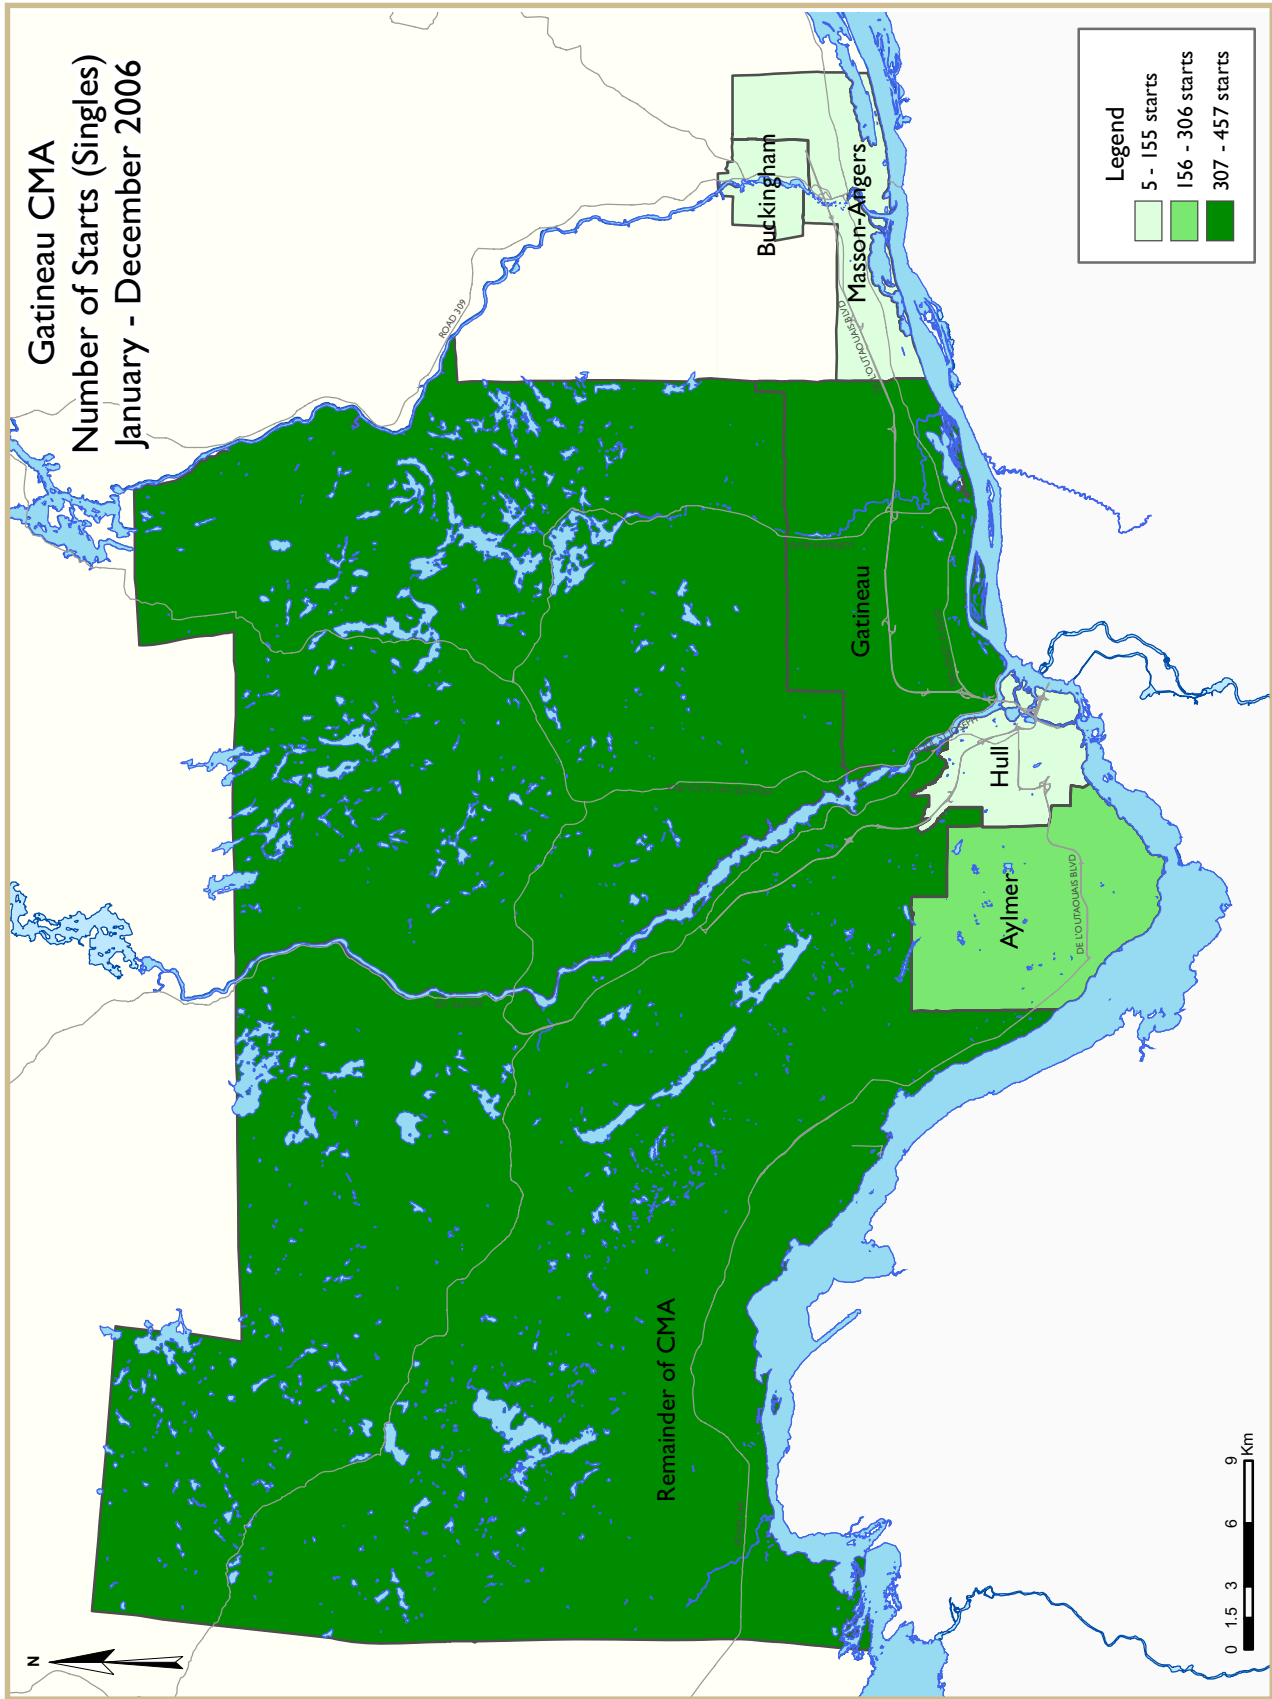 Gatineau CMA
Number of Starts (Singles)
January - December 2006
N
ROAD 309
Buckingham
Masson-Angers
L'OUTAOUAIS BLVD
Gatineau
Hull
Aylmer
DE L'OUTAOUAIS BLVD
Remainder of CMA
Legend
5 - 155 starts
156 - 306 starts
307 - 457 starts
0 1.5 3 6 9
Km